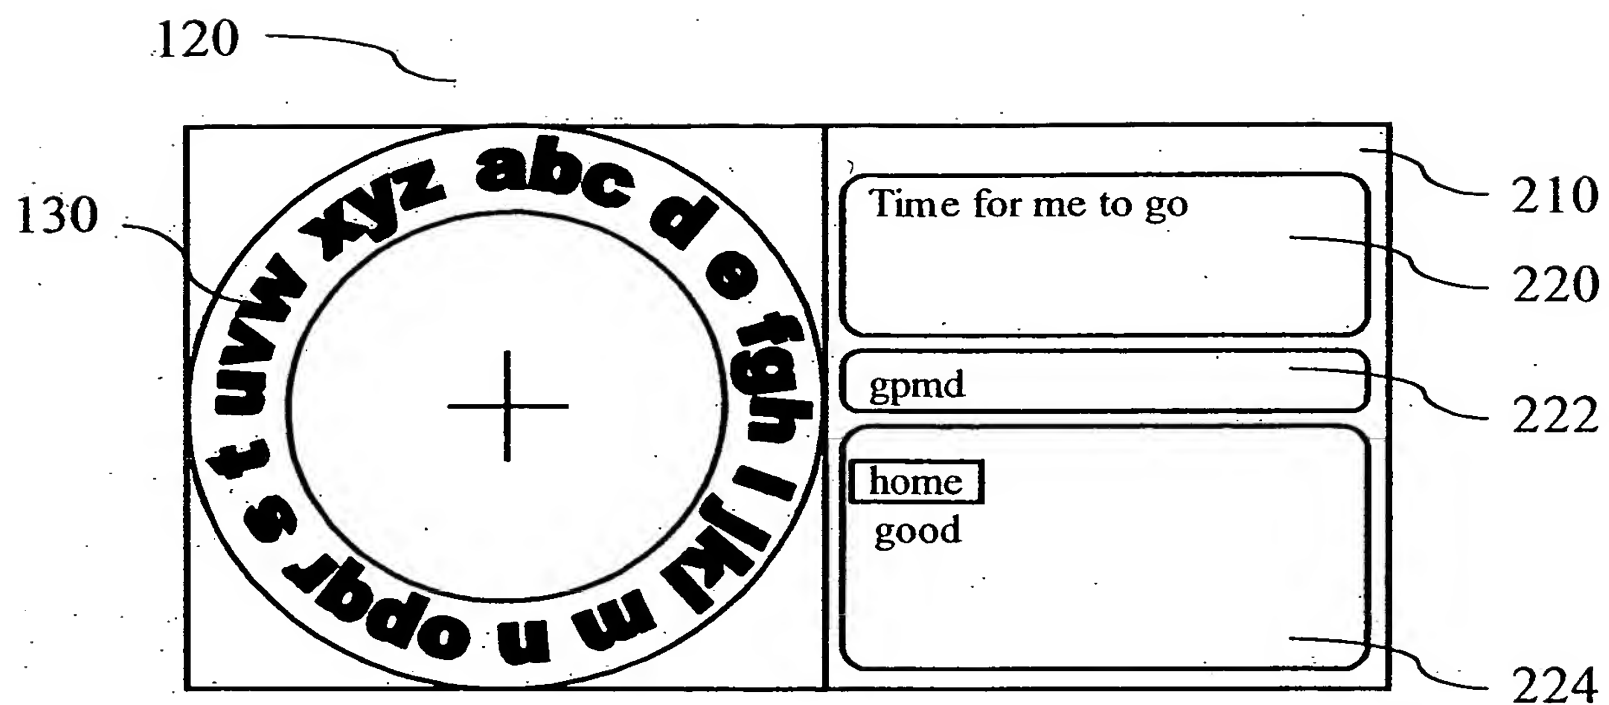 120
130
abc d e fgh I Jkl m n opqr s t uvw xyz
210
Time for me to go
220
gpmd
222
home
good
224